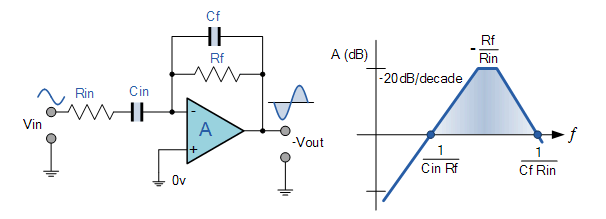 Cf
Rf
Rin
Cin
Vin
-
A
+
-Vout
0v
A (dB)
- Rf
Rin
-20dB/decade
f
1
Cin Rf
1
Cf Rin